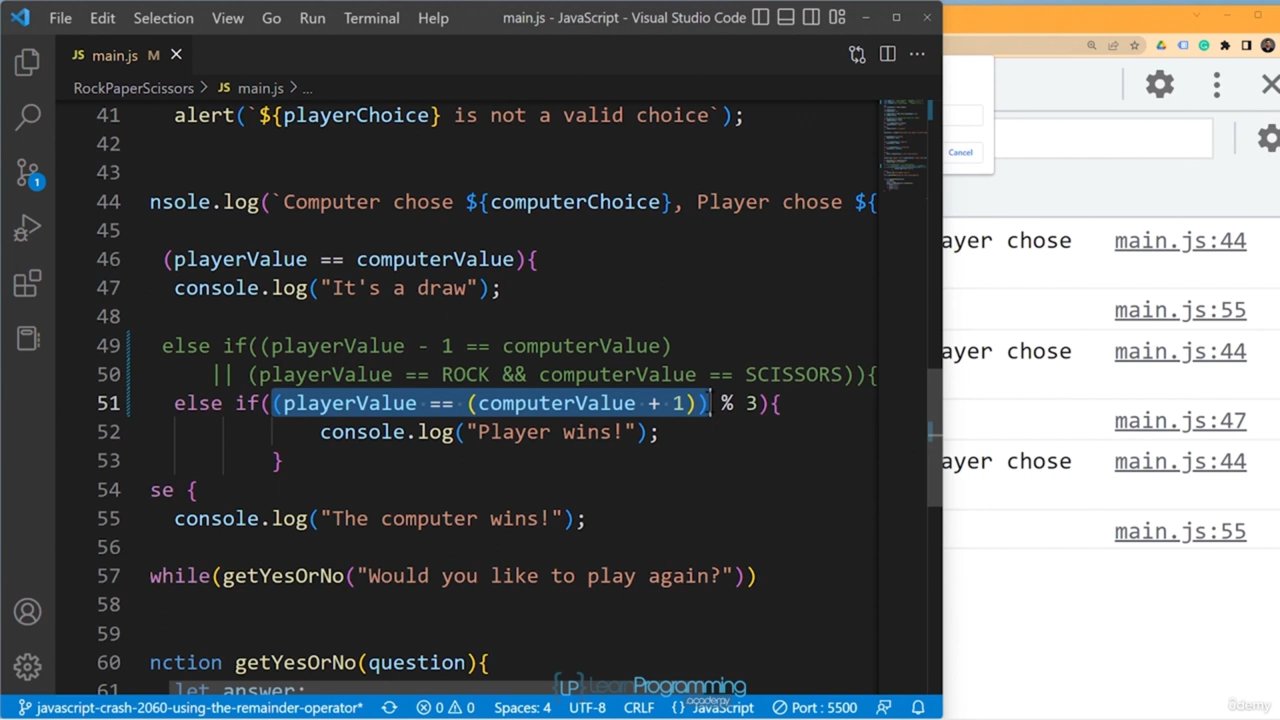 File Edit Selection View Go Run Terminal Help main.js - JavaScript - Visual Studio Code
JS main.js M
RockPaperScissors > JS main.js > ...
41 alert(`${playerChoice} is not a valid choice`);
42
43
44 nsole.log(`Computer chose ${computerChoice}, Player chose ${
45
46 (playerValue == computerValue){
47 console.log("It's a draw");
48
49 else if((playerValue - 1 == computerValue)
50 || (playerValue == ROCK && computerValue == SCISSORS)){
51 else if((playerValue == (computerValue + 1)) % 3){
52 console.log("Player wins!");
53 }
54 se {
55 console.log("The computer wins!");
56
57 while(getYesOrNo("Would you like to play again?"))
58
59
60 nction getYesOrNo(question){
61 let answer;
1
javascript-crash-2060-using-the-remainder-operator* 0 0 Spaces: 4 UTF-8 CRLF {} JavaScript Port : 5500
Cancel
ayer chose main.js:44
main.js:55
ayer chose main.js:44
main.js:47
ayer chose main.js:44
main.js:55
LP LearnProgramming academy
ûdemy